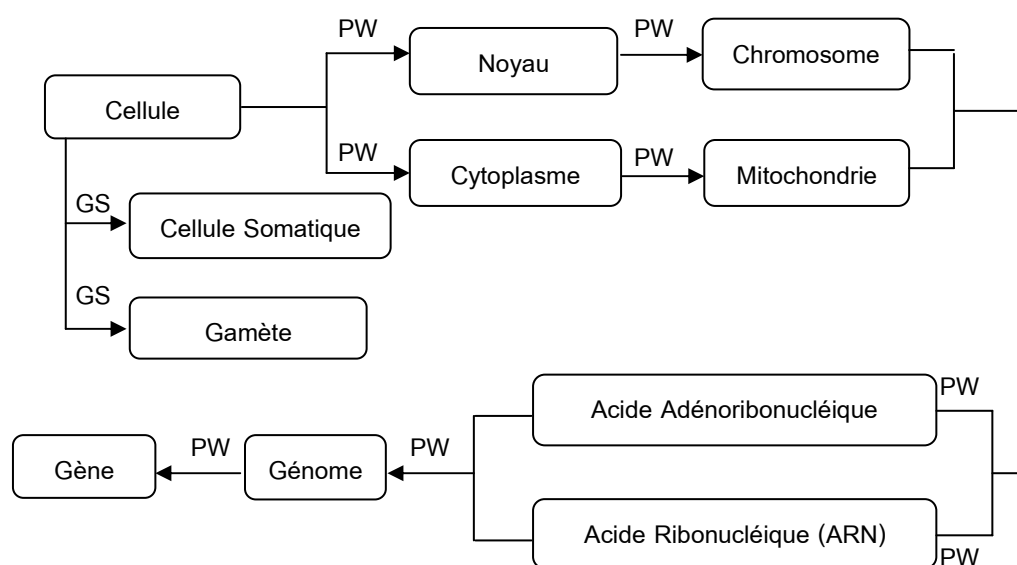 PW
PW
Noyau
Chromosome
Cellule
PW
PW
Cytoplasme
Mitochondrie
GS
Cellule Somatique
GS
Gamète
PW
Acide Adénoribonucléique
PW
PW
Gène
Génome
Acide Ribonucléique (ARN)
PW